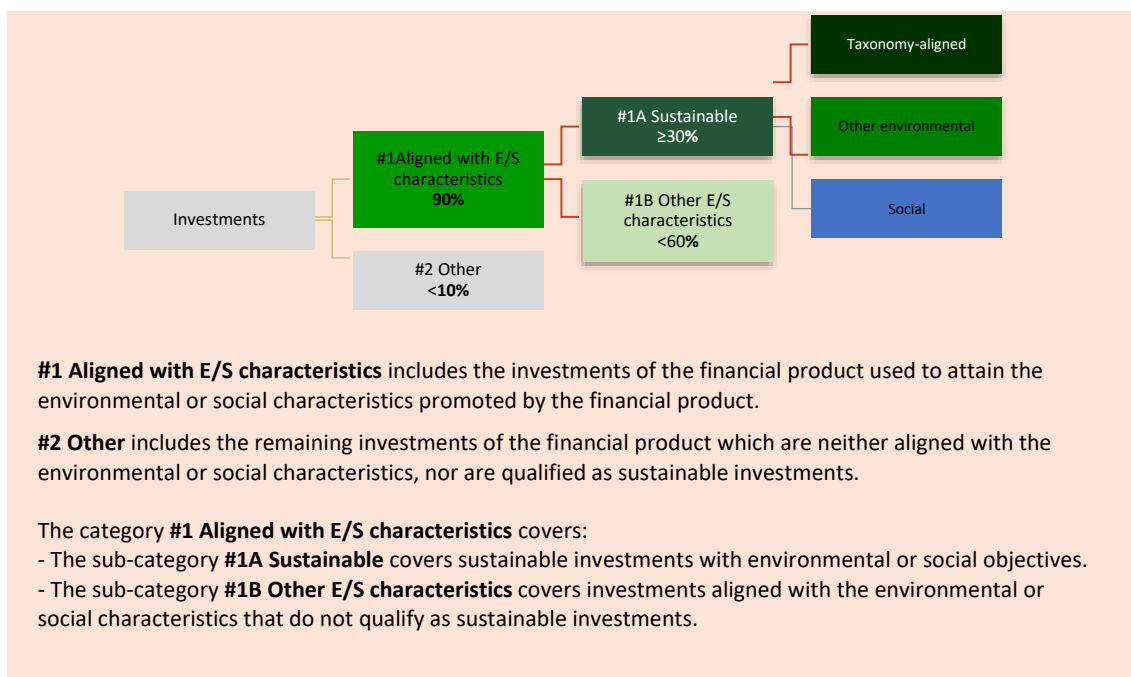 Taxonomy-aligned
#1A Sustainable
≥30%
Other environmental
#1Aligned with E/S
characteristics
90%
#1B Other E/S
characteristics
<60%
Social
Investments
#2 Other
<10%
#1 Aligned with E/S characteristics includes the investments of the financial product used to attain the
environmental or social characteristics promoted by the financial product.
#2 Other includes the remaining investments of the financial product which are neither aligned with the
environmental or social characteristics, nor are qualified as sustainable investments.
The category #1 Aligned with E/S characteristics covers:
- The sub-category #1A Sustainable covers sustainable investments with environmental or social objectives.
- The sub-category #1B Other E/S characteristics covers investments aligned with the environmental or
social characteristics that do not qualify as sustainable investments.